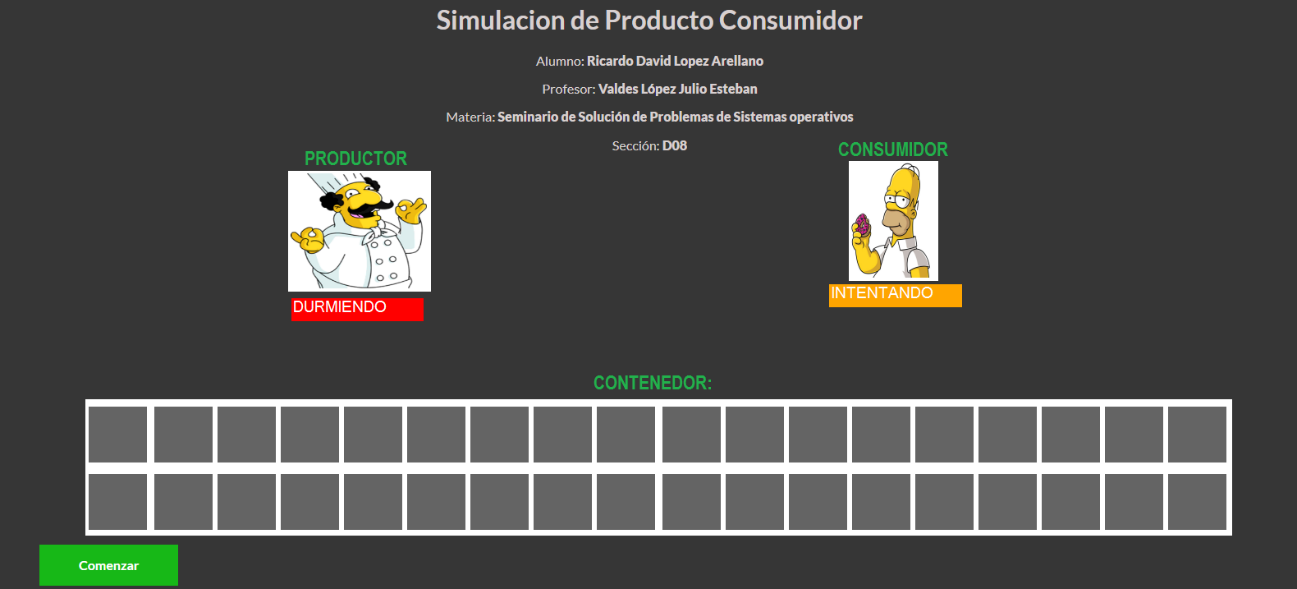 Simulacion de Producto Consumidor
Alumno: Ricardo David Lopez Arellano
Profesor: Valdes López Julio Esteban
Materia: Seminario de Solución de Problemas de Sistemas operativos
Sección: D08
PRODUCTOR
CONSUMIDOR
DURMIENDO
INTENTANDO
CONTENEDOR:
Comenzar